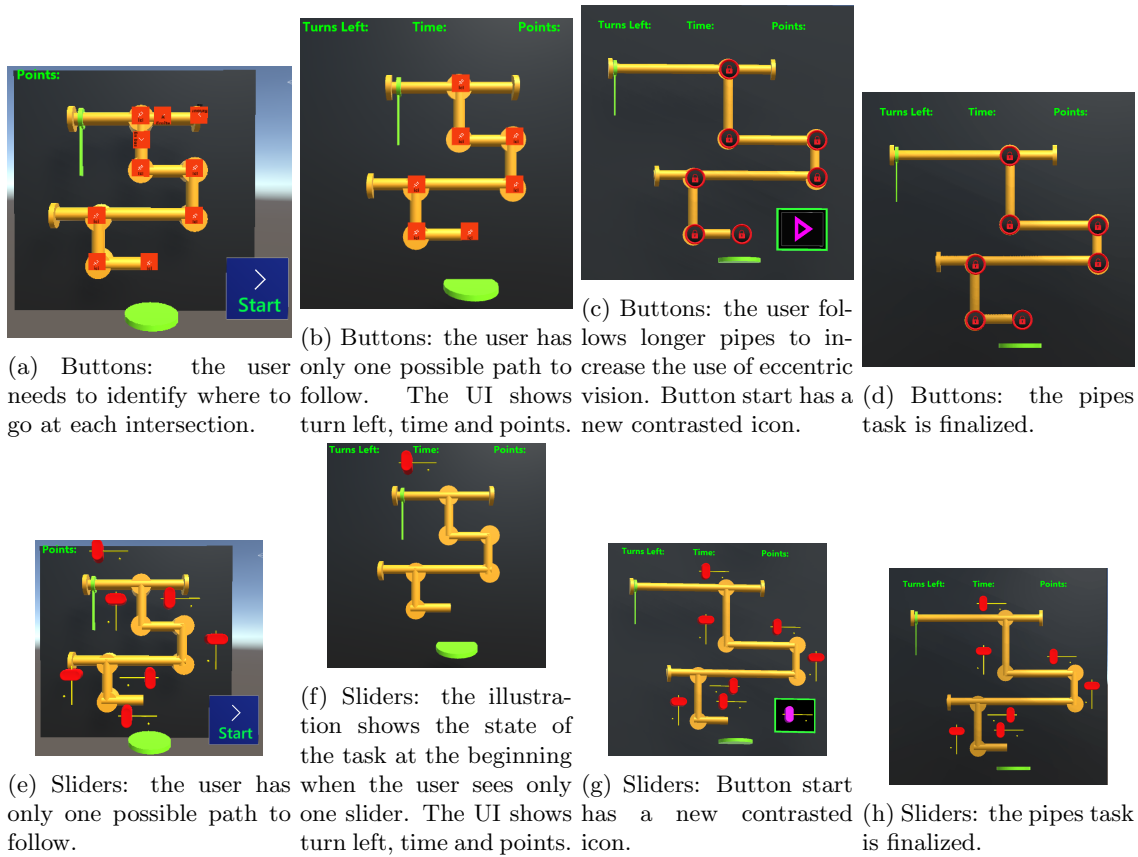 Points:
Start
(a) Buttons: the user
needs to identify where to
go at each intersection.
Turns Left: Time: Points:
(b) Buttons: the user has
only one possible path to
follow. The UI shows
turn left, time and points.
Turns Left: Time: Points:
(c) Buttons: the user fol-
lows longer pipes to in-
crease the use of eccentric
vision. Button start has a
new contrasted icon.
Turns Left: Time: Points:
(d) Buttons: the pipes
task is finalized.
Points:
Start
(e) Sliders: the user has
only one possible path to
follow.
Turns Left: Time: Points:
(f) Sliders: the illustra-
tion shows the state of
the task at the beginning
when the user sees only
one slider. The UI shows
turn left, time and points.
Turns Left: Time: Points:
(g) Sliders: Button start
has a new contrasted
icon.
Turns Left: Time: Points:
(h) Sliders: the pipes task
is finalized.